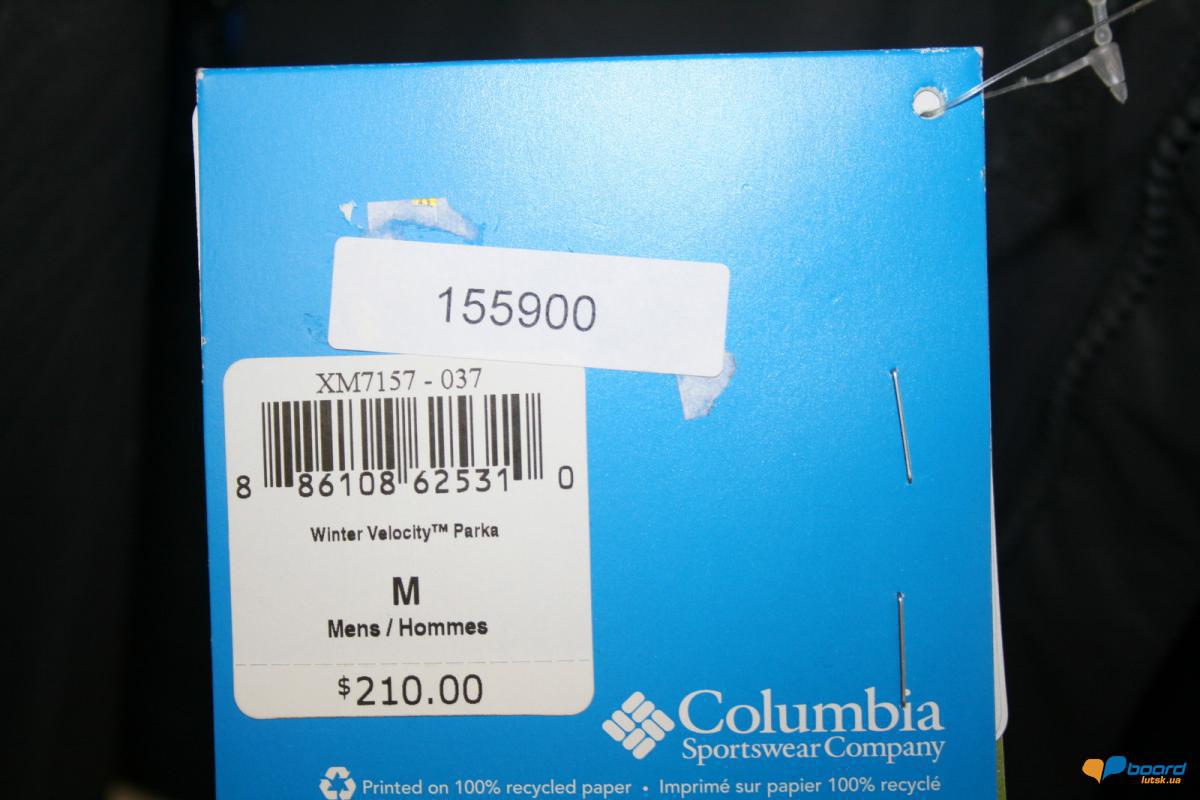 155900
XM7157 - 037
8 86108 62531 0
Winter Velocity™ Parka
M
Mens / Hommes
$210.00
Columbia
Sportswear Company
Printed on 100% recycled paper • Imprimé sur papier 100% recyclé
board
lutsk.ua